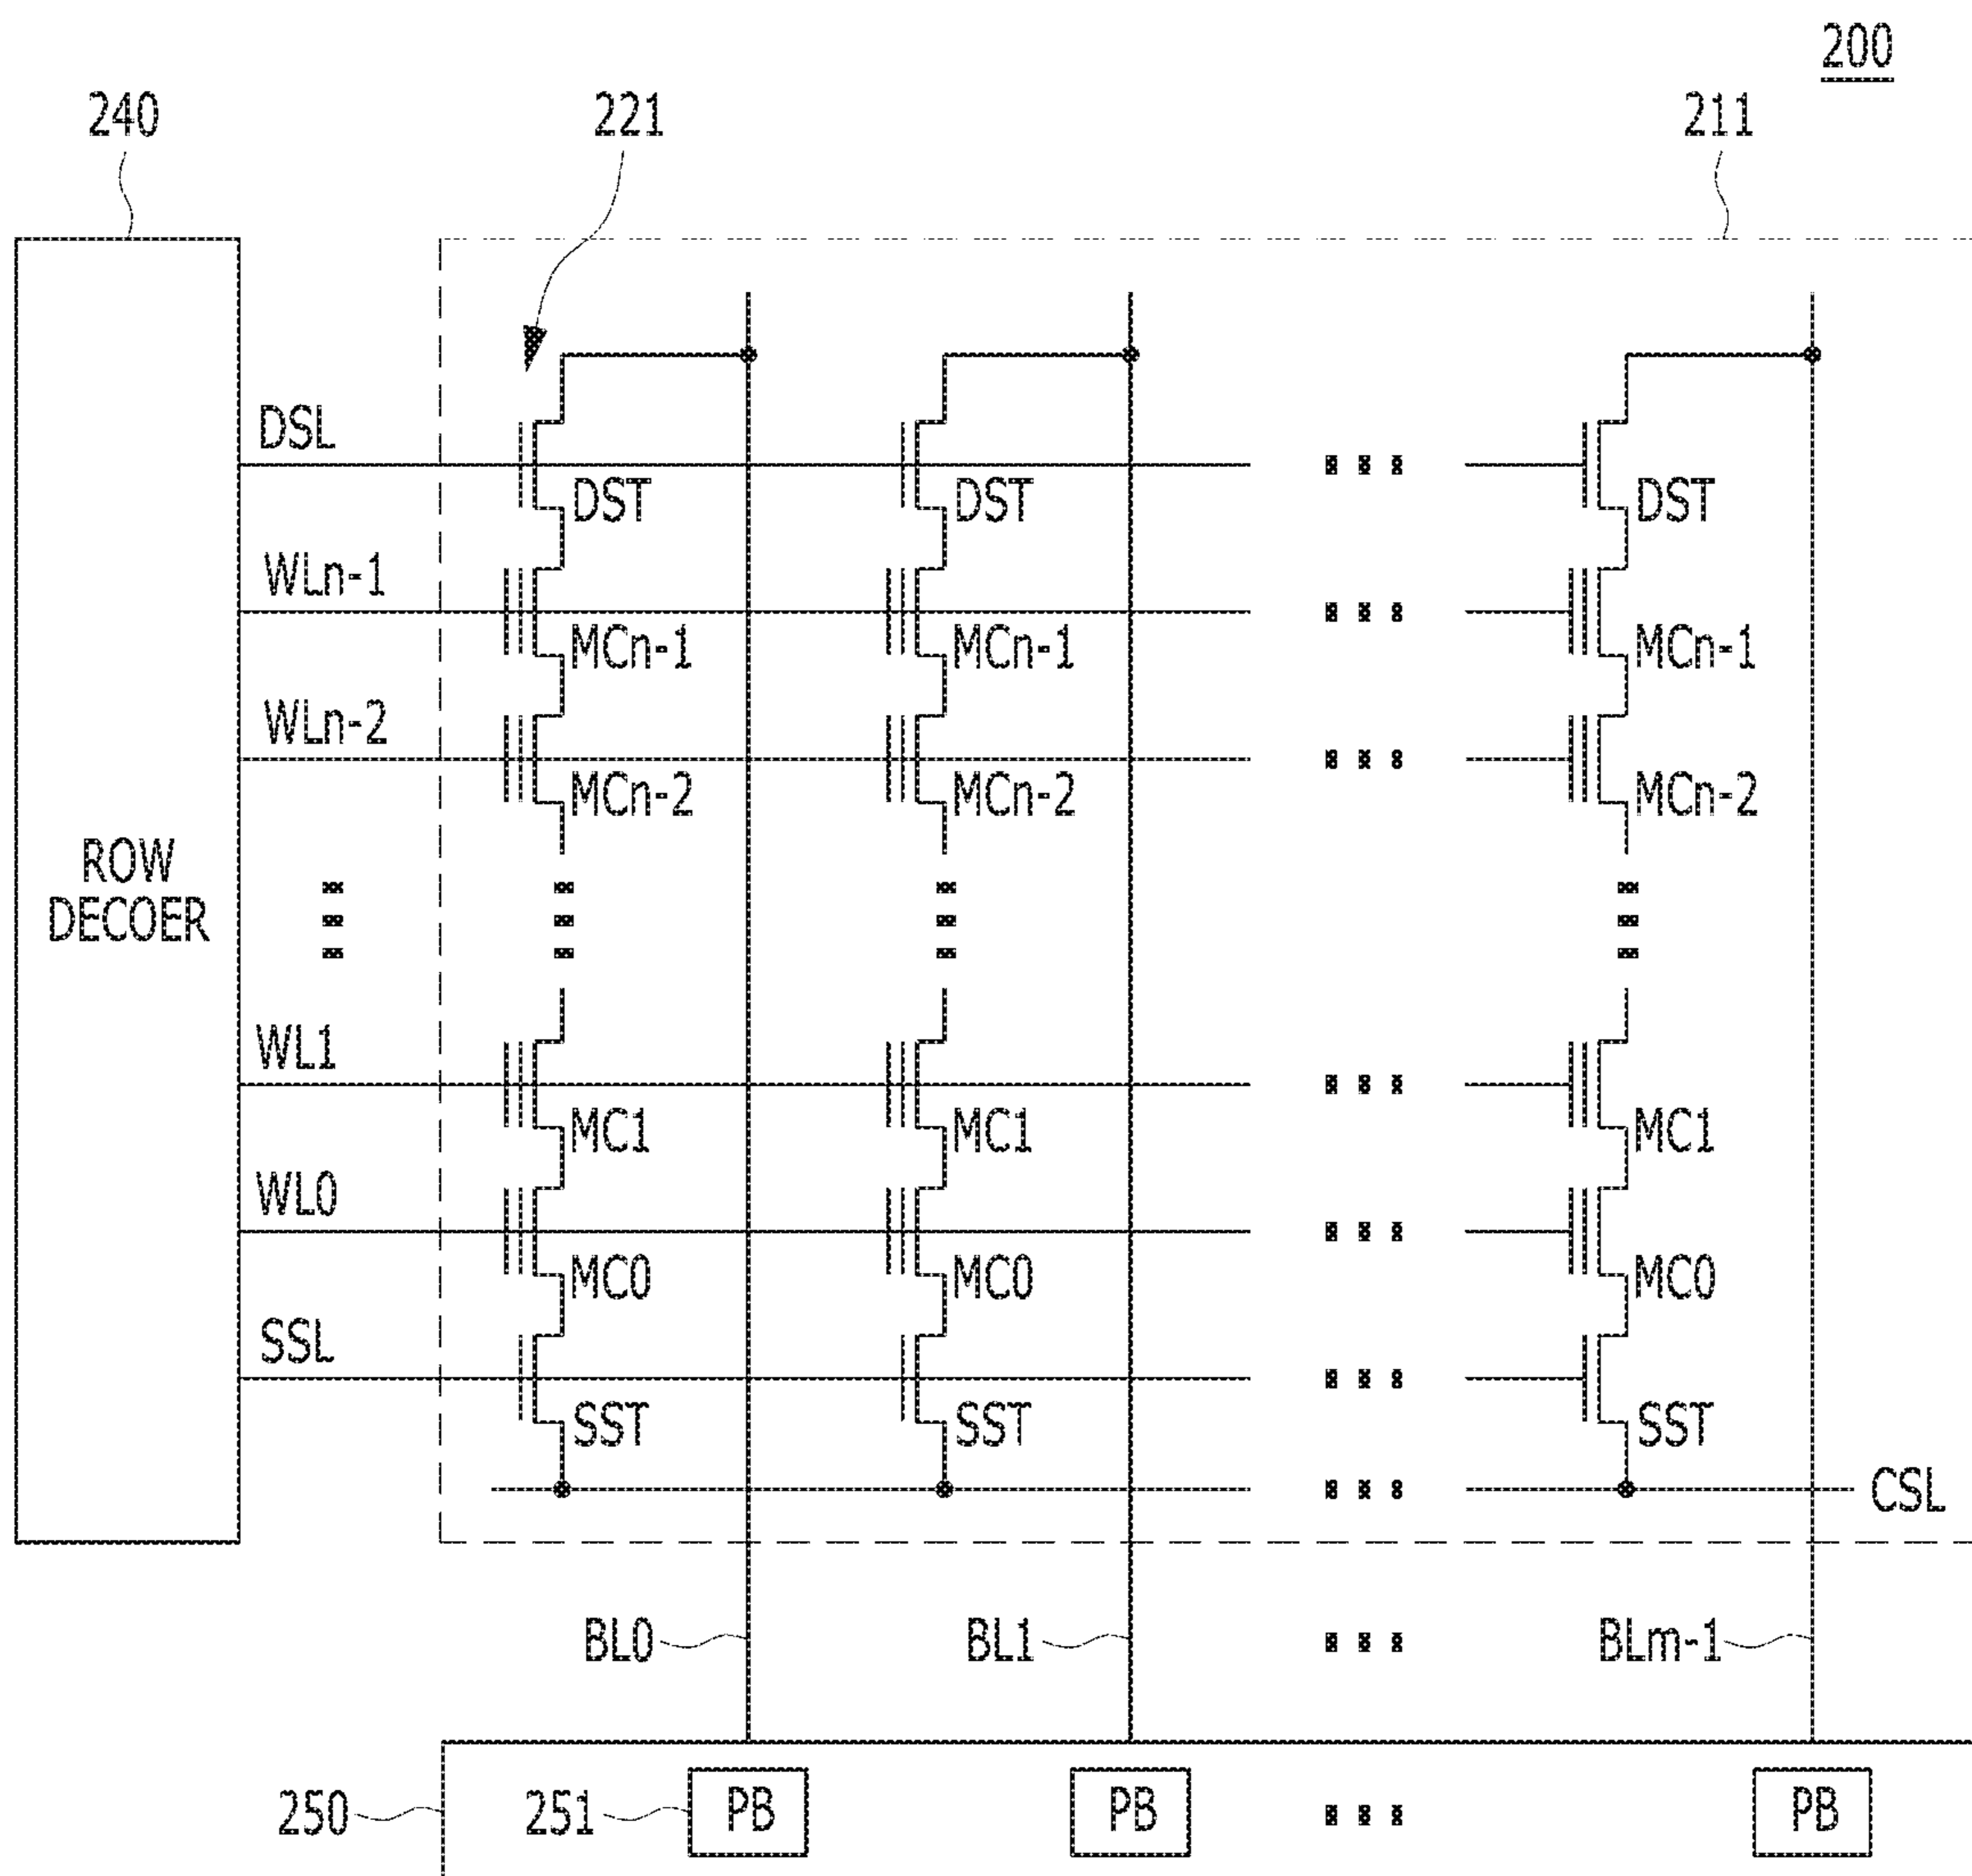 200
240 221 211
DSL
DST DST DST
WLn-1
MCn-1 MCn-1 MCn-1
WLn-2
MCn-2 MCn-2 MCn-2
ROW
DECOER
WL1
MC1 MC1 MC1
WL0
MC0 MC0 MC0
SSL
SST SST SST
CSL
BL0 BL1 BLm-1
250 251 PB PB PB